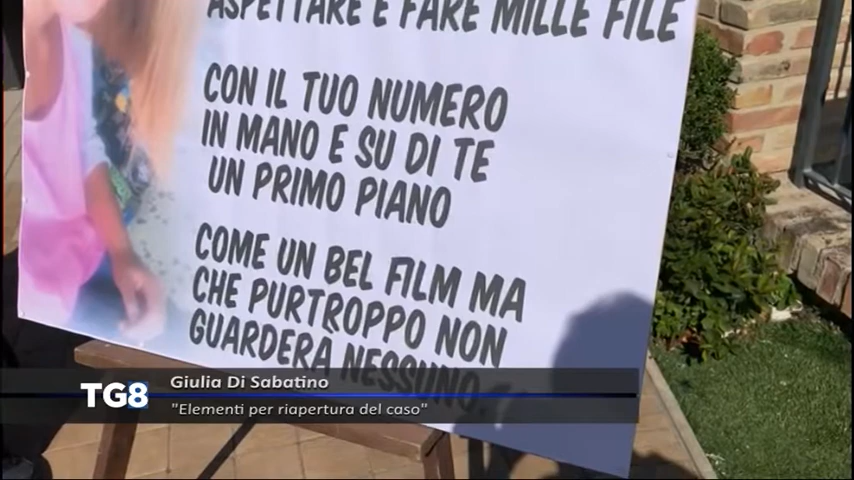 ASPETTARE E FARE MILLE FILE
CON IL TUO NUMERO
IN MANO E SU DI TE
UN PRIMO PIANO
COME UN BEL FILM MA
CHE PURTROPPO NON
GUARDERÀ NESSUNO.
TG8
Giulia Di Sabatino
"Elementi per riapertura del caso"